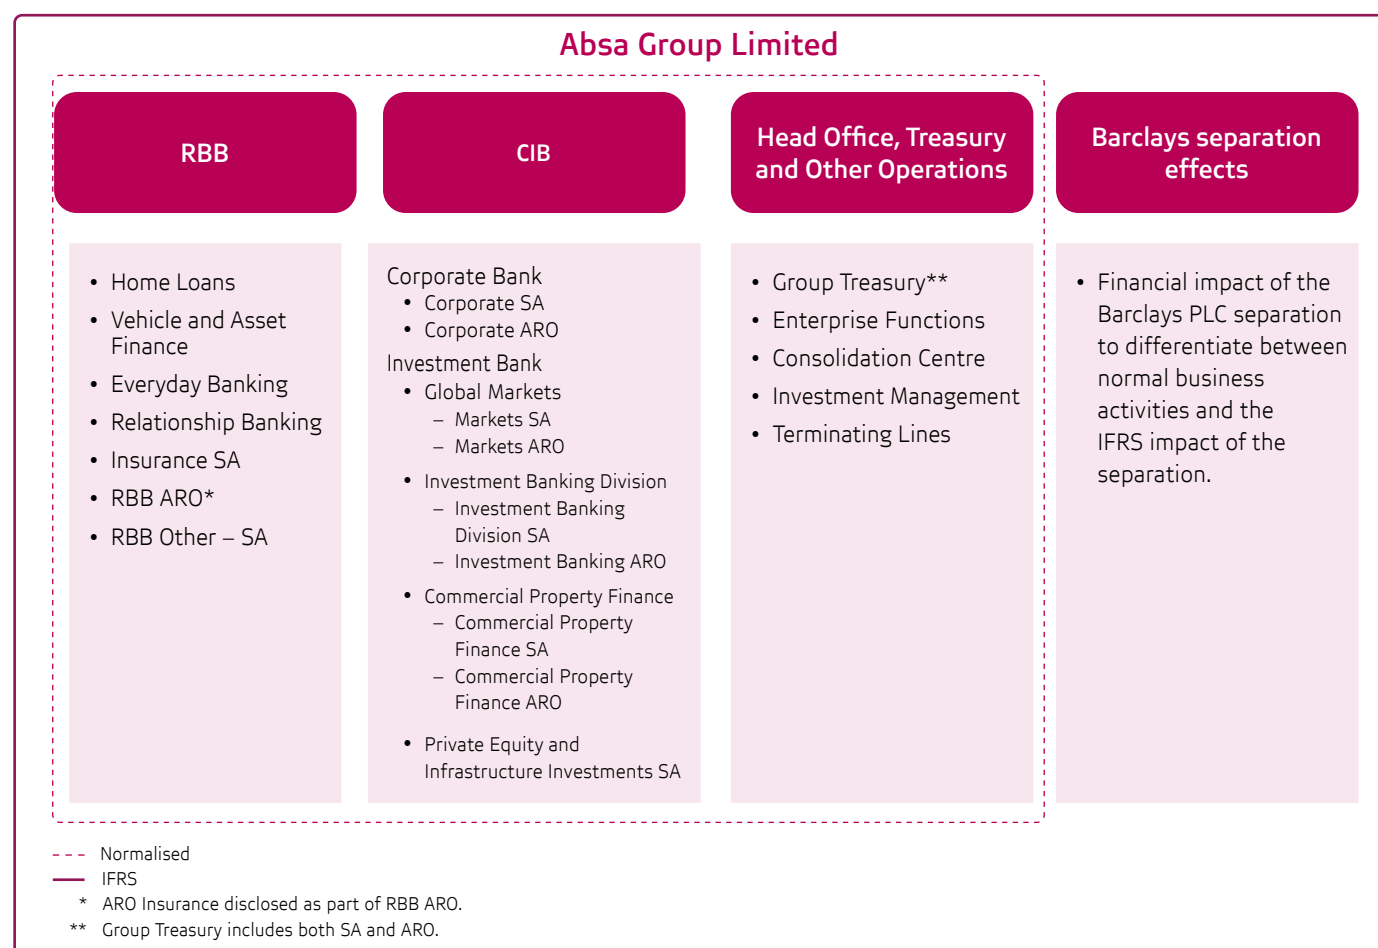 Absa Group Limited
RBB
CIB
Head Office, Treasury
and Other Operations
Barclays separation
effects
• Home Loans
• Vehicle and Asset
Finance
• Everyday Banking
• Relationship Banking
• Insurance SA
• RBB ARO*
• RBB Other – SA
Corporate Bank
• Corporate SA
• Corporate ARO
Investment Bank
• Global Markets
– Markets SA
– Markets ARO
• Investment Banking Division
– Investment Banking
Division SA
– Investment Banking ARO
• Commercial Property Finance
– Commercial Property
Finance SA
– Commercial Property
Finance ARO
• Private Equity and
Infrastructure Investments SA
• Group Treasury**
• Enterprise Functions
• Consolidation Centre
• Investment Management
• Terminating Lines
• Financial impact of the
Barclays PLC separation
to differentiate between
normal business
activities and the
IFRS impact of the
separation.
Normalised
IFRS
* ARO Insurance disclosed as part of RBB ARO.
** Group Treasury includes both SA and ARO.